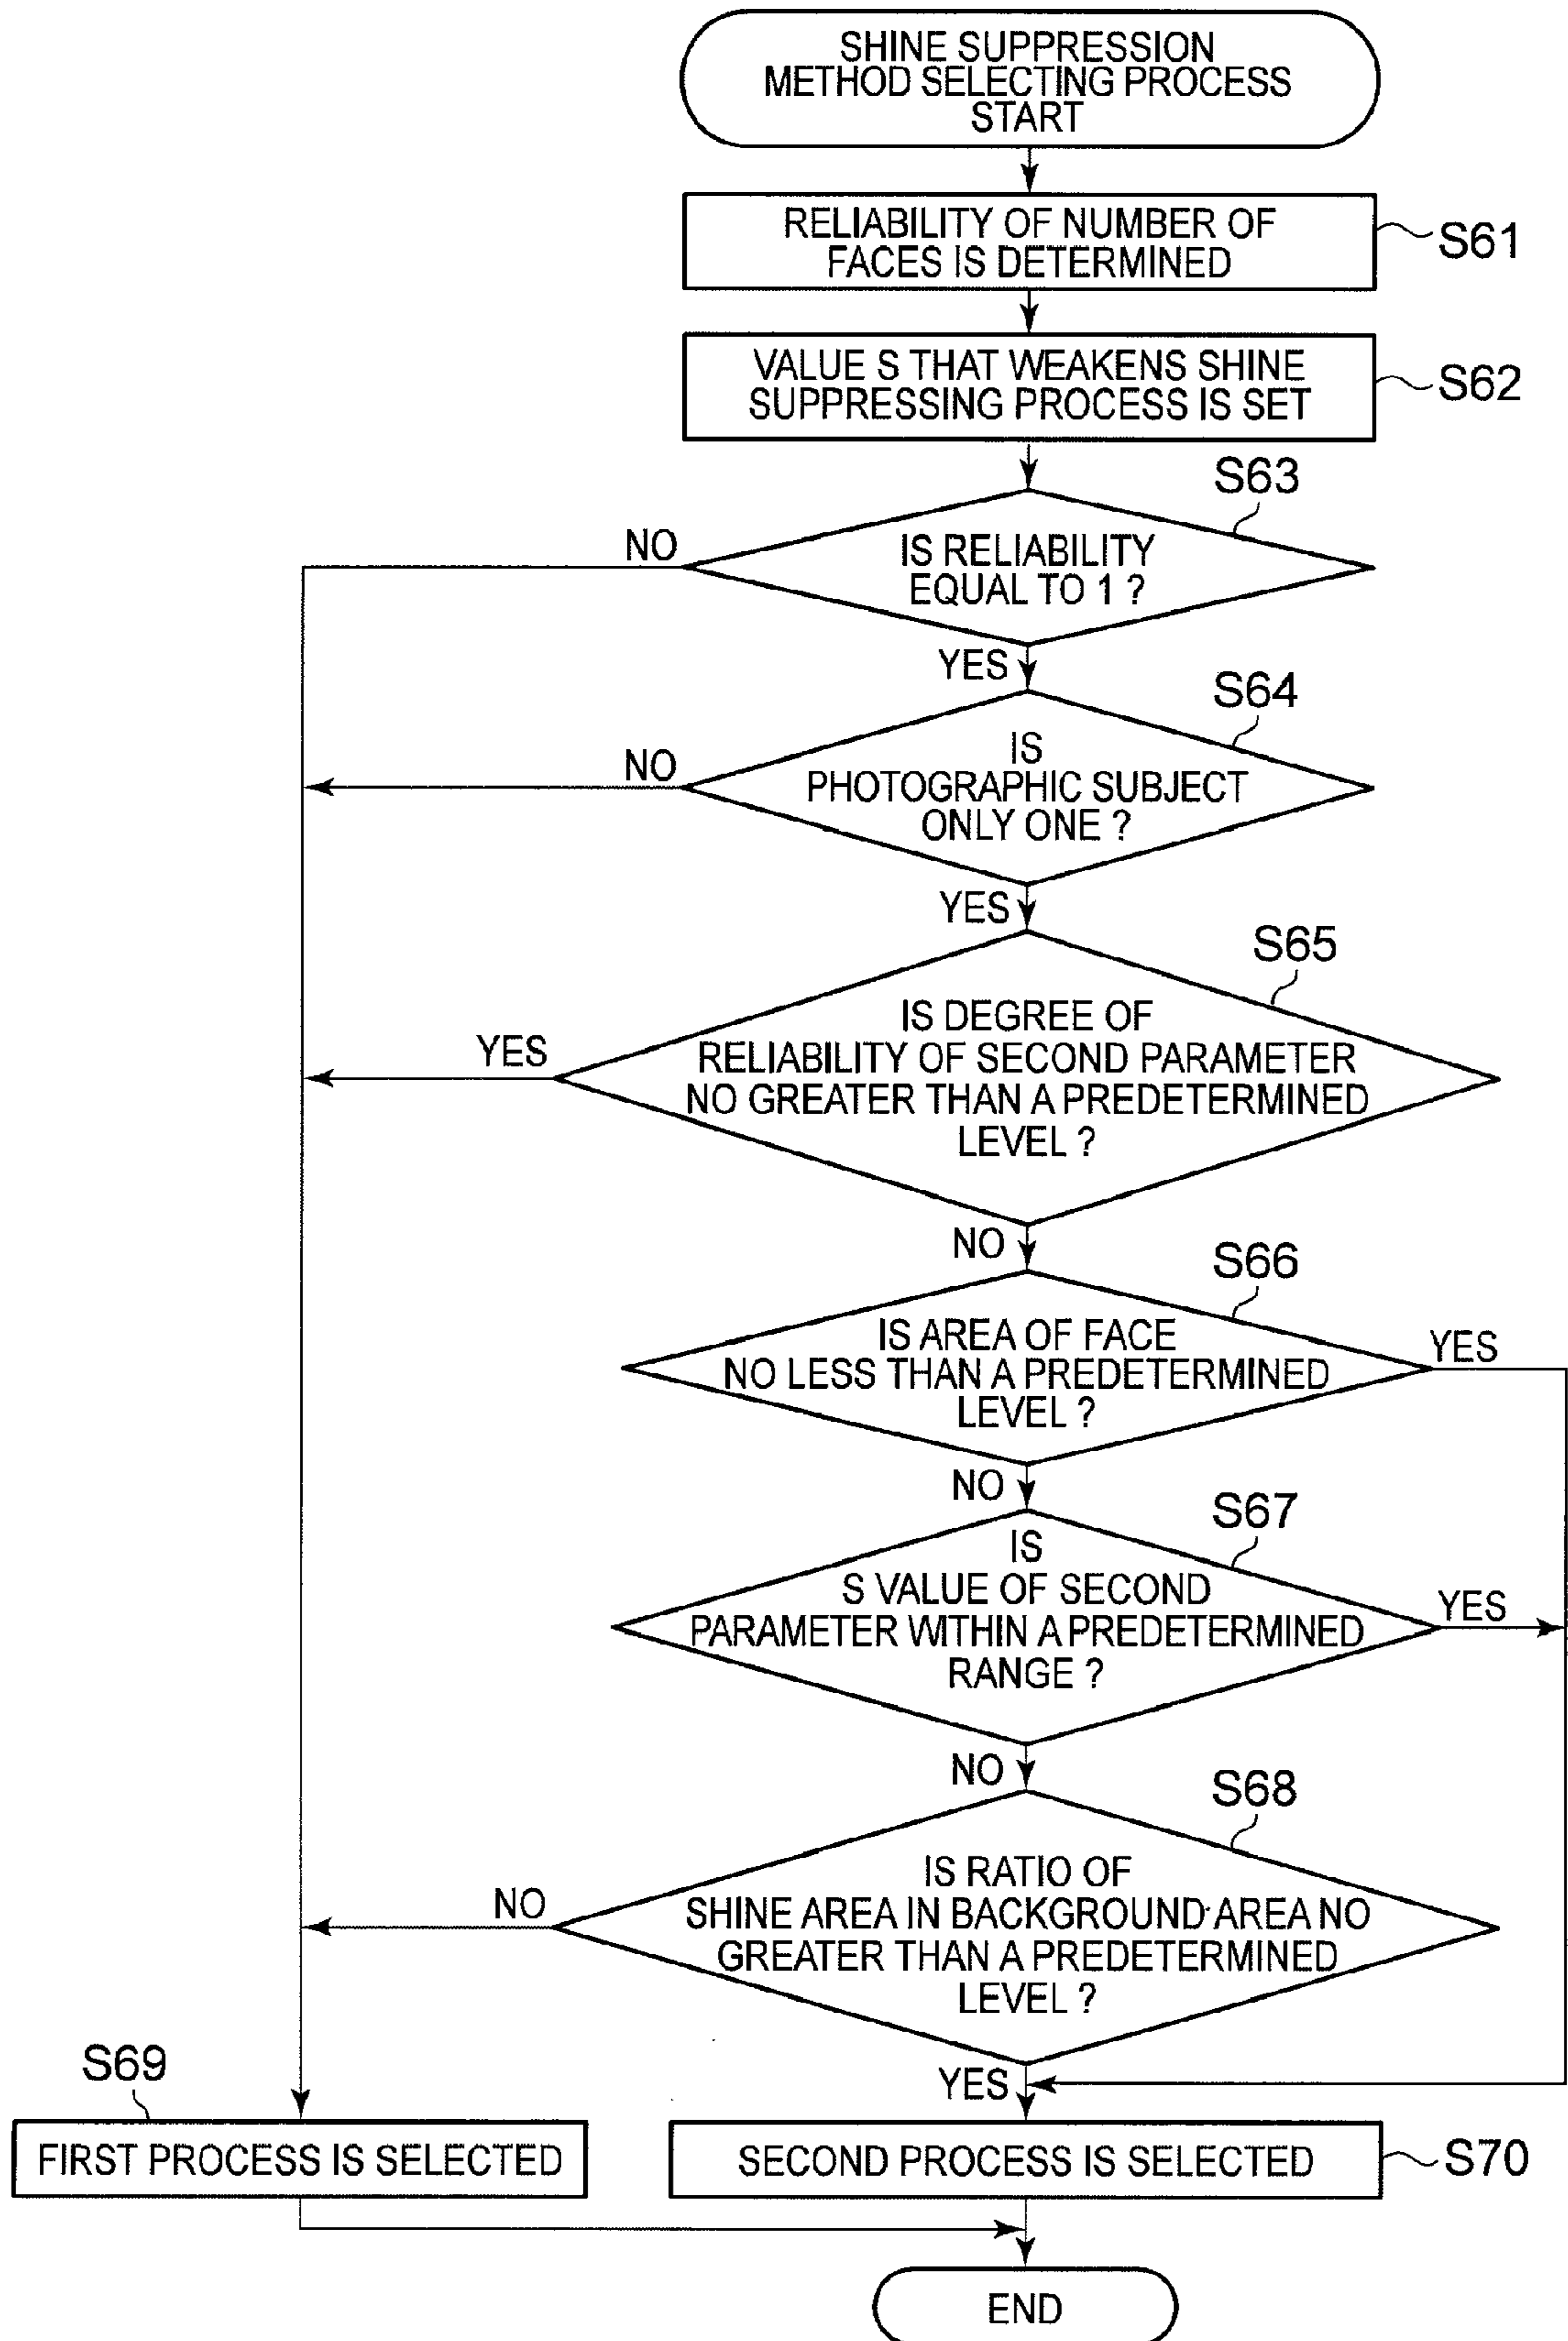 SHINE SUPPRESSION
METHOD SELECTING PROCESS
START
RELIABILITY OF NUMBER OF
FACES IS DETERMINED
S61
VALUE S THAT WEAKENS SHINE
SUPPRESSING PROCESS IS SET
S62
S63
NO
IS RELIABILITY
EQUAL TO 1 ?
YES
S64
NO
IS
PHOTOGRAPHIC SUBJECT
ONLY ONE ?
YES
S65
YES
IS DEGREE OF
RELIABILITY OF SECOND PARAMETER
NO GREATER THAN A PREDETERMINED
LEVEL ?
NO
S66
IS AREA OF FACE
NO LESS THAN A PREDETERMINED
LEVEL ?
YES
NO
S67
IS
S VALUE OF SECOND
PARAMETER WITHIN A PREDETERMINED
RANGE ?
YES
NO
S68
NO
IS RATIO OF
SHINE AREA IN BACKGROUND AREA NO
GREATER THAN A PREDETERMINED
LEVEL ?
YES
S69
FIRST PROCESS IS SELECTED
SECOND PROCESS IS SELECTED
S70
END